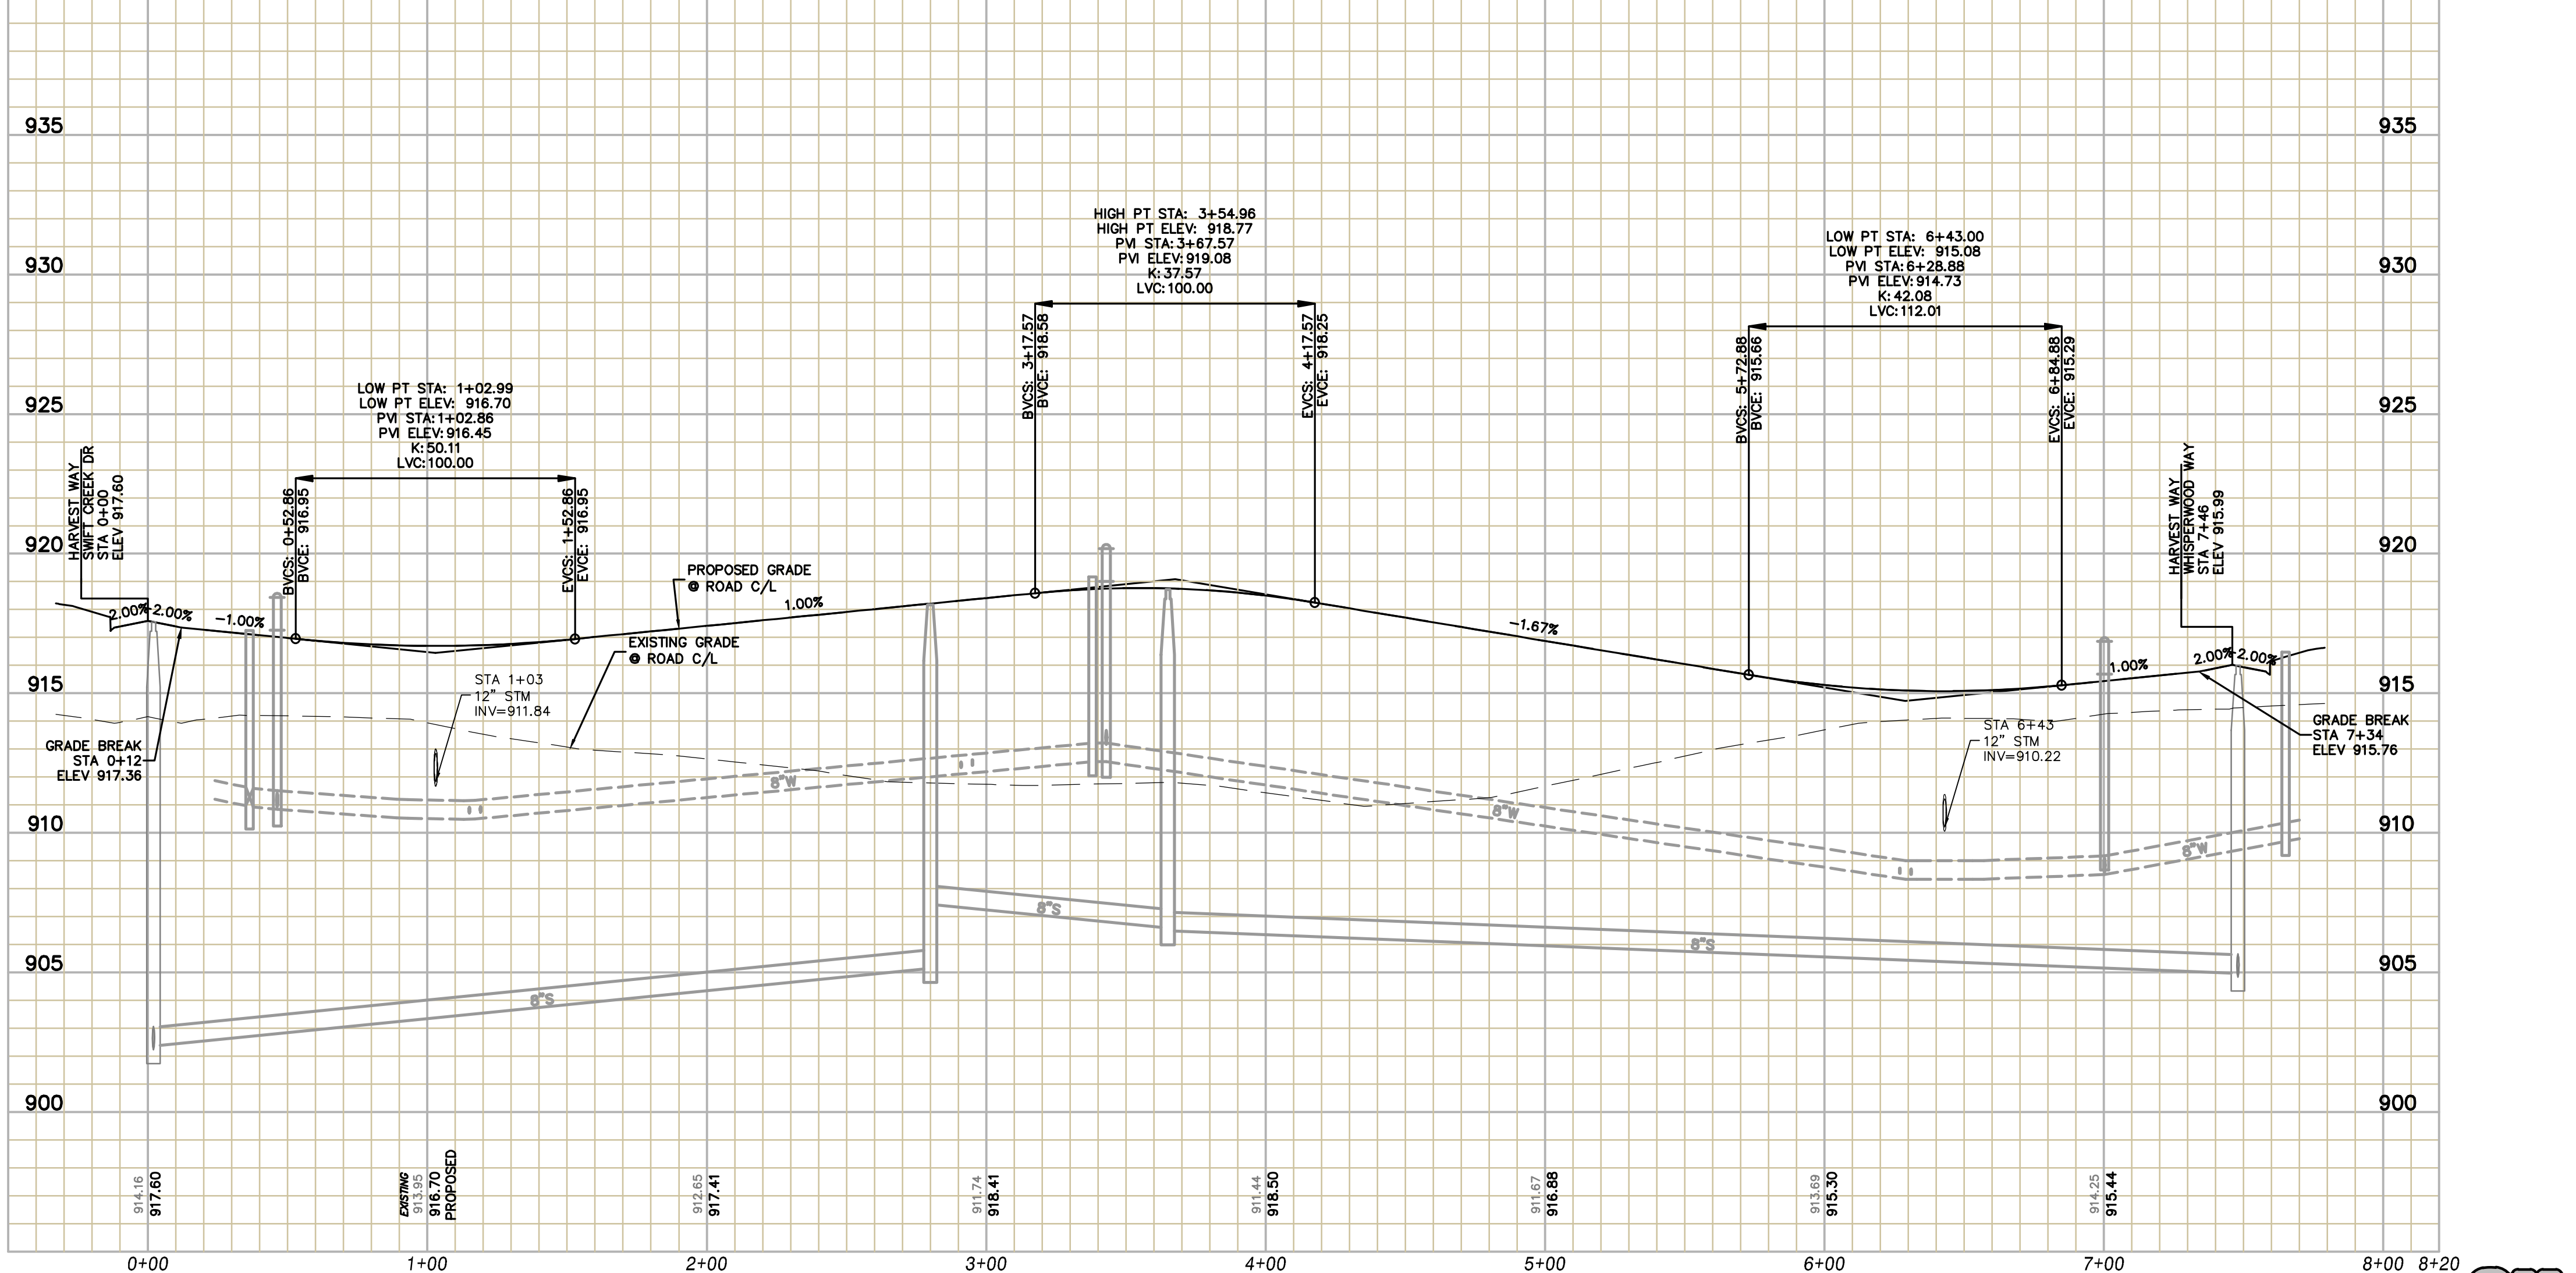 935
935
HIGH PT STA: 3+54.96
HIGH PT ELEV: 918.77
PVI STA:3+67.57
PVI ELEV:919.08
K:37.57
LVC:100.00
LOW PT STA: 6+43.00
LOW PT ELEV: 915.08
PVI STA:6+28.88
PVI ELEV:914.73
K:42.08
LVC:112.01
930
930
BVCS: 3+17.57
BVCE: 918.58
EVCS: 4+17.57
EVCE: 918.25
BVCS: 5+72.88
BVCE: 915.66
EVCS: 6+84.88
EVCE: 915.29
LOW PT STA: 1+02.99
LOW PT ELEV: 916.70
PVI STA:1+02.86
PVI ELEV:916.45
K:50.11
LVC:100.00
925
925
HARVEST WAY
SWIFT CREEK DR
STA 0+00
ELEV 917.60
BVCS: 0+52.86
BVCE: 916.95
EVCS: 1+52.86
EVCE: 916.95
HARVEST WAY
WHISPERWOOD WAY
STA 7+46
ELEV 915.99
920
920
PROPOSED GRADE
@ ROAD C/L
2.00%
-2.00%
-1.00%
1.00%
-1.67%
EXISTING GRADE
@ ROAD C/L
1.00%
2.00%
-2.00%
915
915
STA 1+03
12" STM
INV=911.84
GRADE BREAK
STA 0+12
ELEV 917.36
STA 6+43
12" STM
INV=910.22
GRADE BREAK
STA 7+34
ELEV 915.76
8"W
8"W
8"W
910
910
8"S
8"S
8"S
905
905
900
900
914.16
917.60
EXISTING
913.95
916.70
PROPOSED
912.65
917.41
911.74
918.41
911.44
918.50
911.67
916.88
913.69
915.30
914.25
915.44
0+00
1+00
2+00
3+00
4+00
5+00
6+00
7+00
8+00
8+20